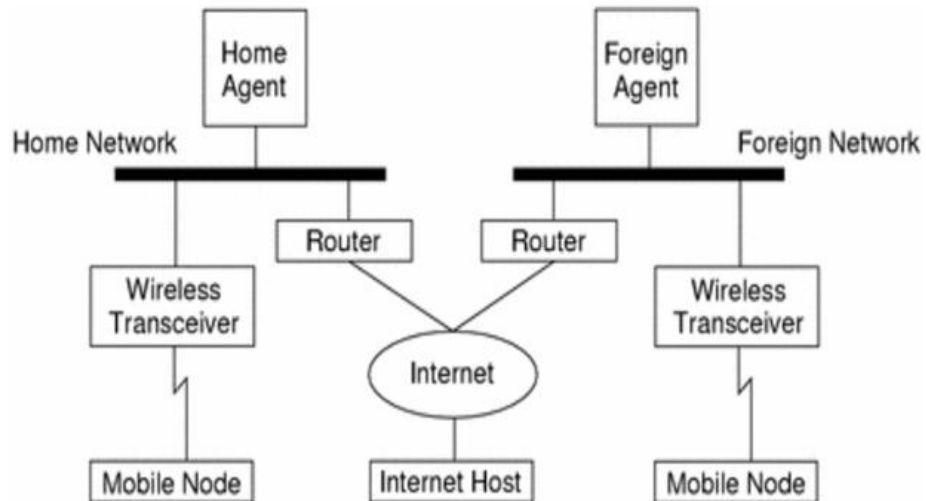 Home
Agent
Foreign
Agent
Home Network
Foreign Network
Router
Router
Wireless
Transceiver
Wireless
Transceiver
Internet
Mobile Node
Internet Host
Mobile Node